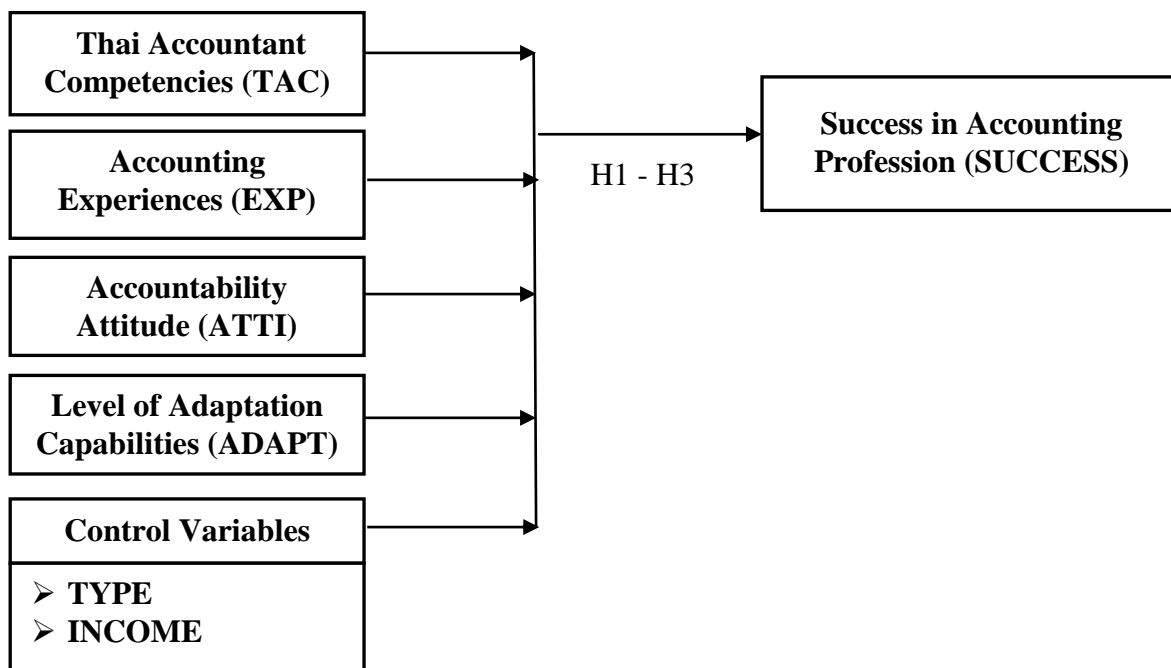 Thai Accountant
Competencies (TAC)
Accounting
Experiences (EXP)
Accountability
Attitude (ATTI)
Level of Adaptation
Capabilities (ADAPT)
Control Variables
➢ TYPE
➢ INCOME
H1 - H3
Success in Accounting
Profession (SUCCESS)